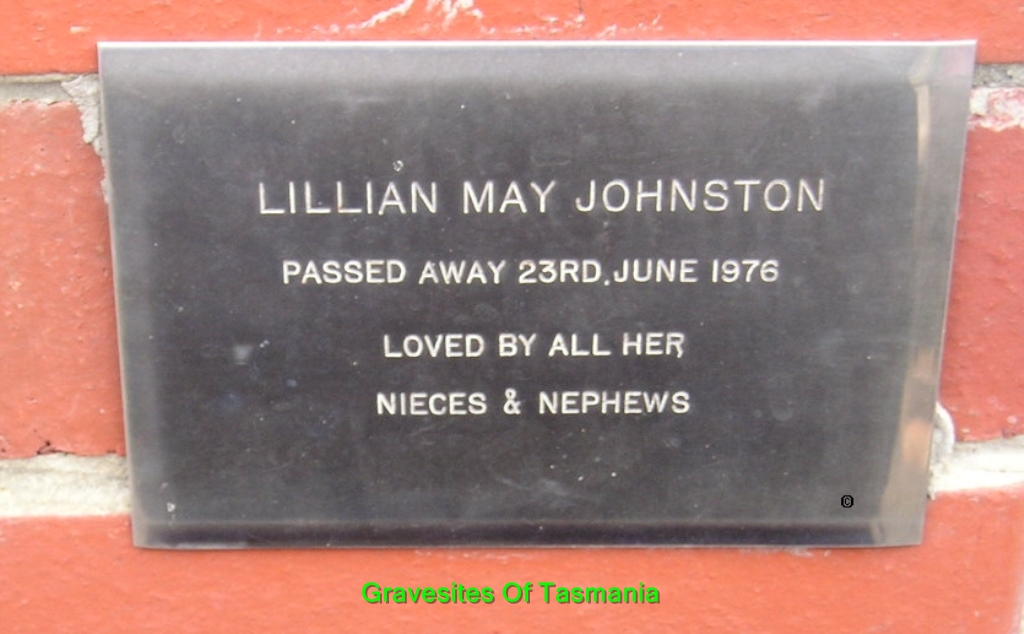 LILLIAN MAY JOHNSTON
PASSED AWAY 23RD,JUNE 1976
LOVED BY ALL HER
NIECES & NEPHEWS
©
Gravesites Of Tasmania